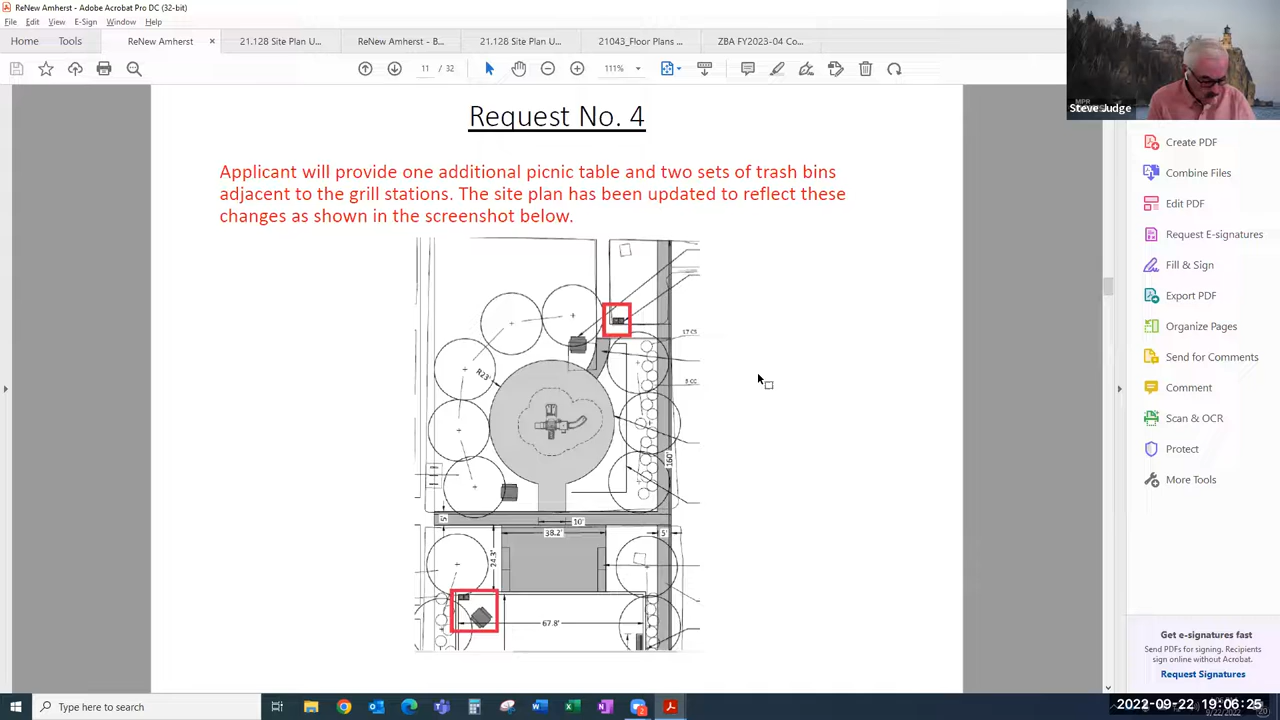 ReNew Amherst - Adobe Acrobat Pro DC (32-bit)
File Edit View E-Sign Window Help
Home Tools ReNew Amherst × 21.128 Site Plan U... ReNew Amherst - B... 21.128 Site Plan U... 21043_Floor Plans ... ZBA FY2023-04 Co...
11 / 32 111%
Steve Judge
Request No. 4
Applicant will provide one additional picnic table and two sets of trash bins
adjacent to the grill stations. The site plan has been updated to reflect these
changes as shown in the screenshot below.
17 CS
R23'
160'
5'
10'
38.2'
5'
24.3'
67.8'
Create PDF
Combine Files
Edit PDF
Request E-signatures
Fill & Sign
Export PDF
Organize Pages
Send for Comments
Comment
Scan & OCR
Protect
More Tools
Get e-signatures fast
Send PDFs for signing. Recipients
sign online without Acrobat.
Request Signatures
Type here to search
2022-09-22 19:06:25